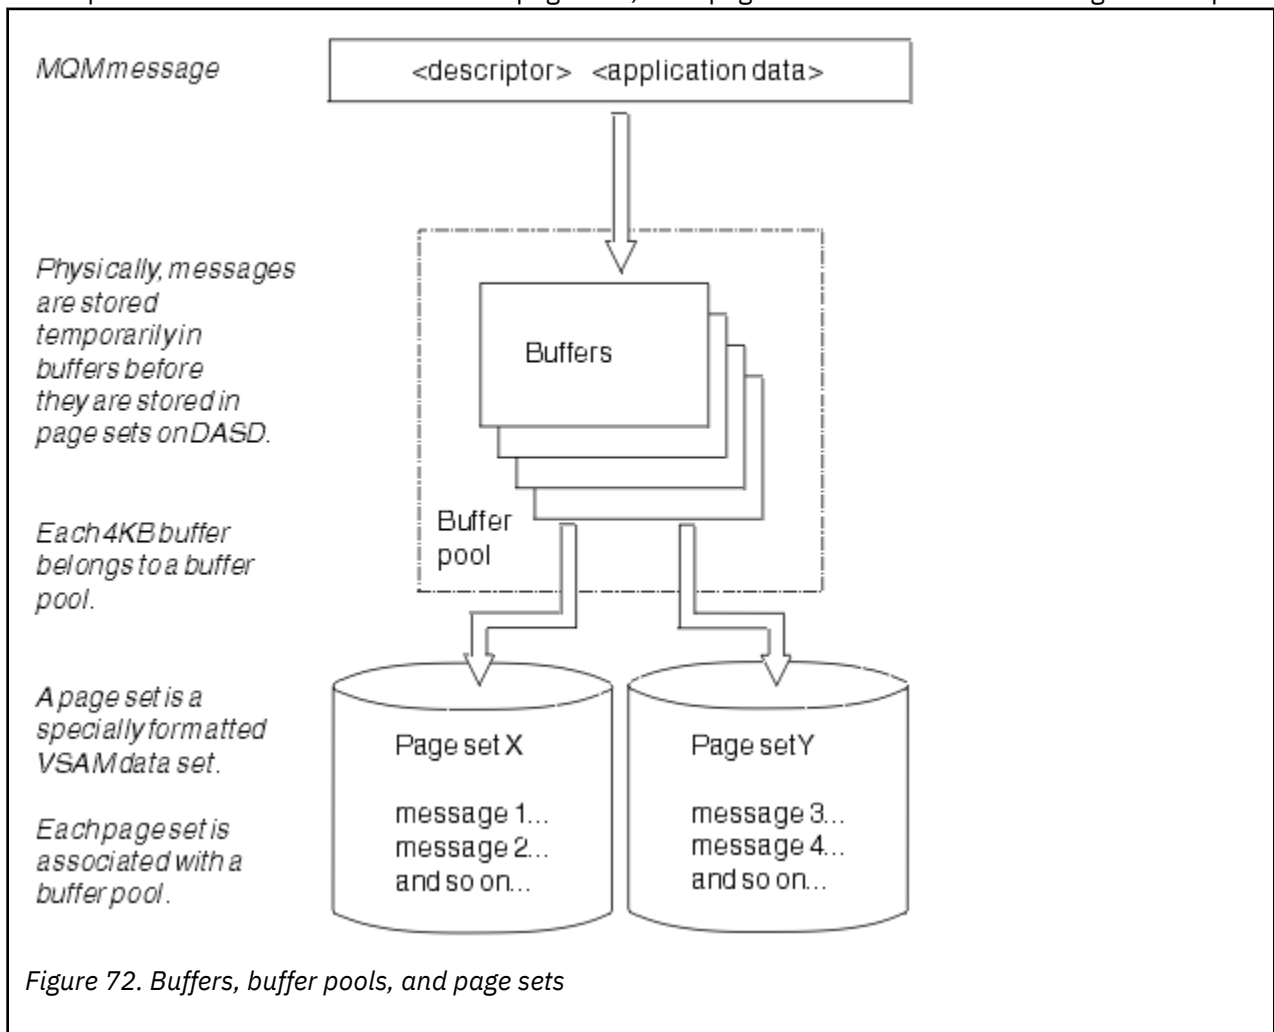 MQM message
<descriptor> <application data>
Physically, messages
are stored
temporarily in
buffers before
they are stored in
page sets on DASD.
Buffers
Buffer
pool
Each 4KB buffer
belongs to a buffer
pool.
A page set is a
specially formatted
VSAM data set.
Each page set is
associated with a
buffer pool.
Page set X
message 1...
message 2...
and so on...
Page set Y
message 3...
message 4...
and so on...
Figure 72. Buffers, buffer pools, and page sets